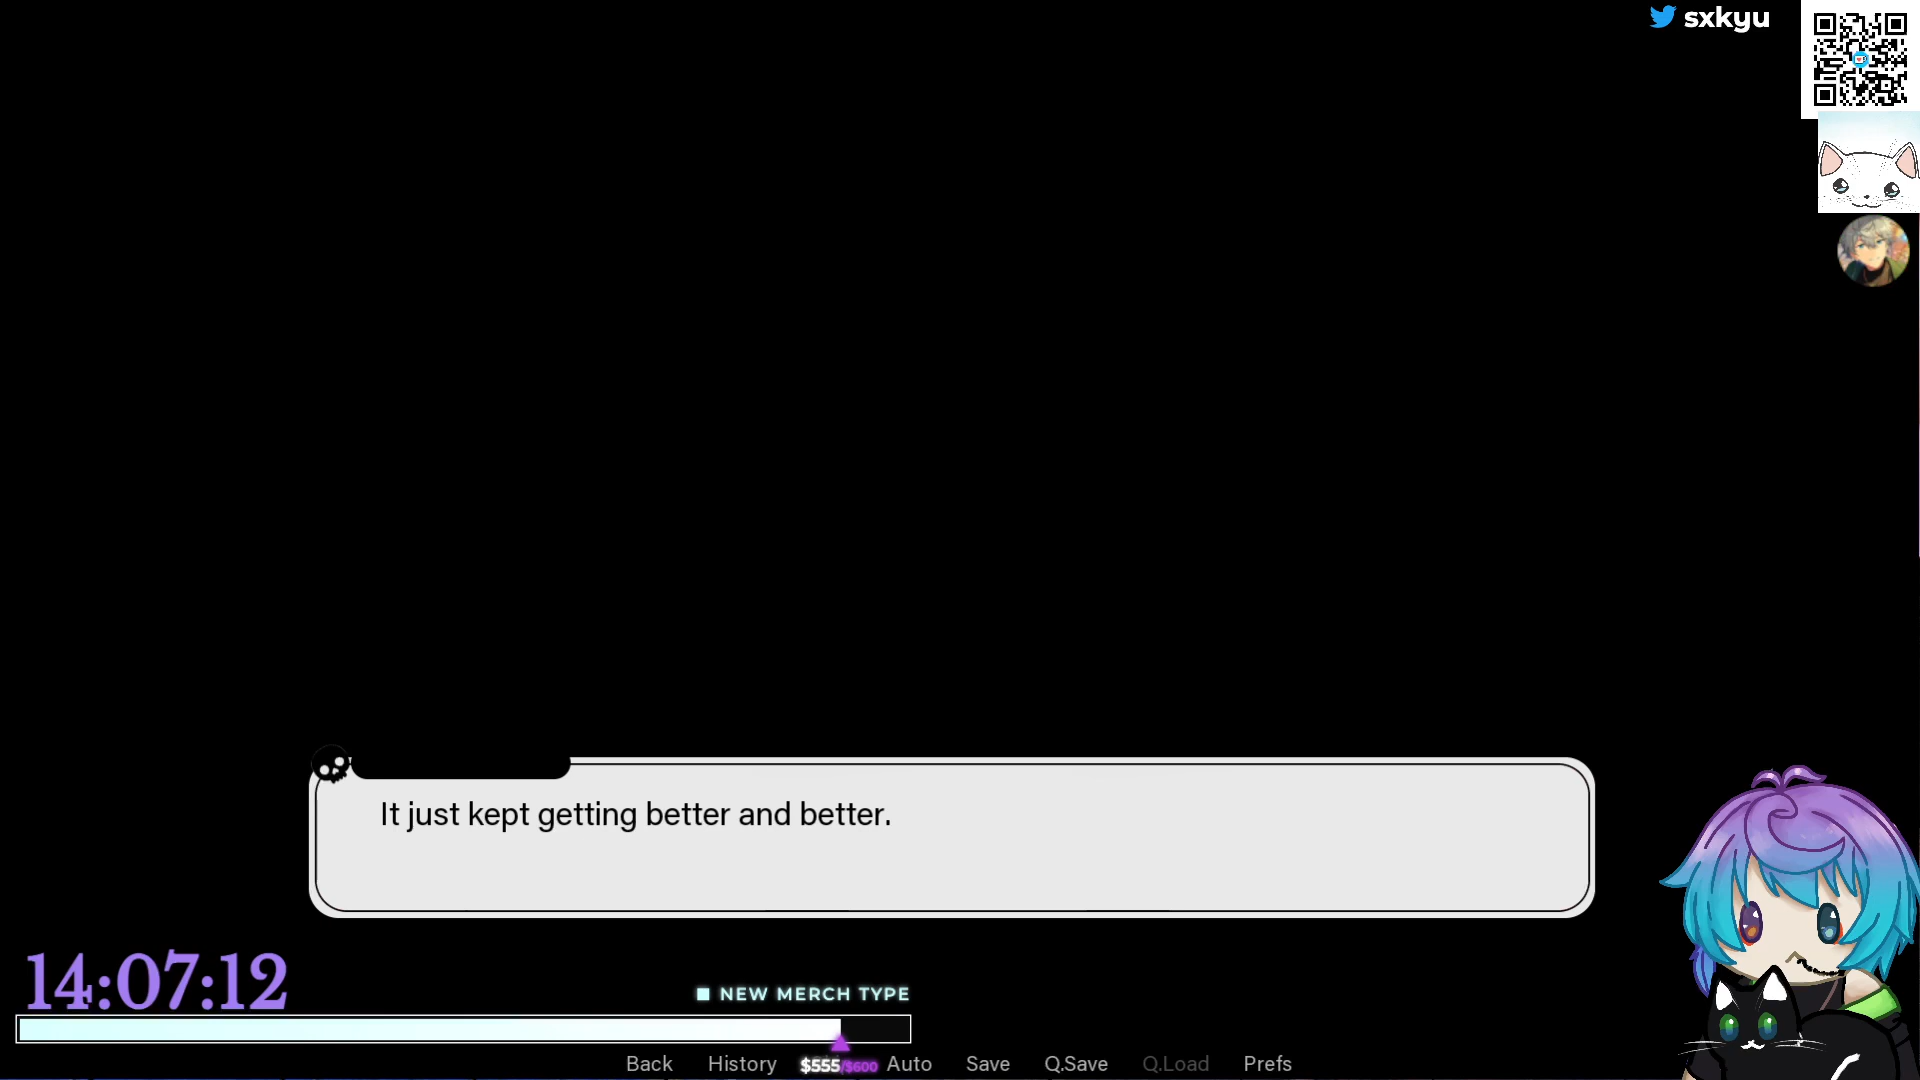 sxkyu
It just kept getting better and better.
14:07:12
NEW MERCH TYPE
Back History $555/$600 Auto Save Q.Save Q.Load Prefs